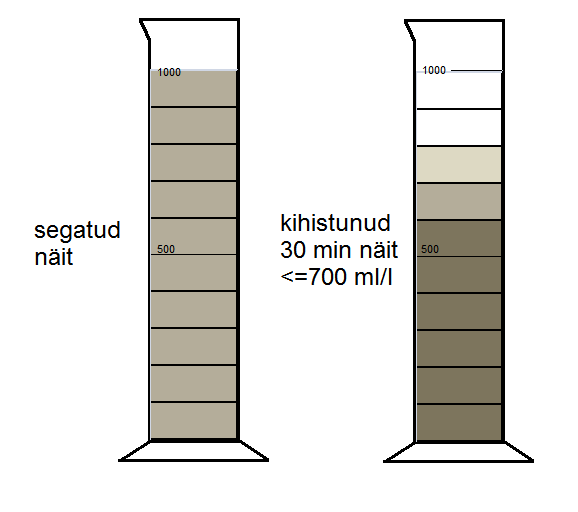 1000
500
segatud
näit
1000
500
kihistunud
30 min näit
<=700 ml/l